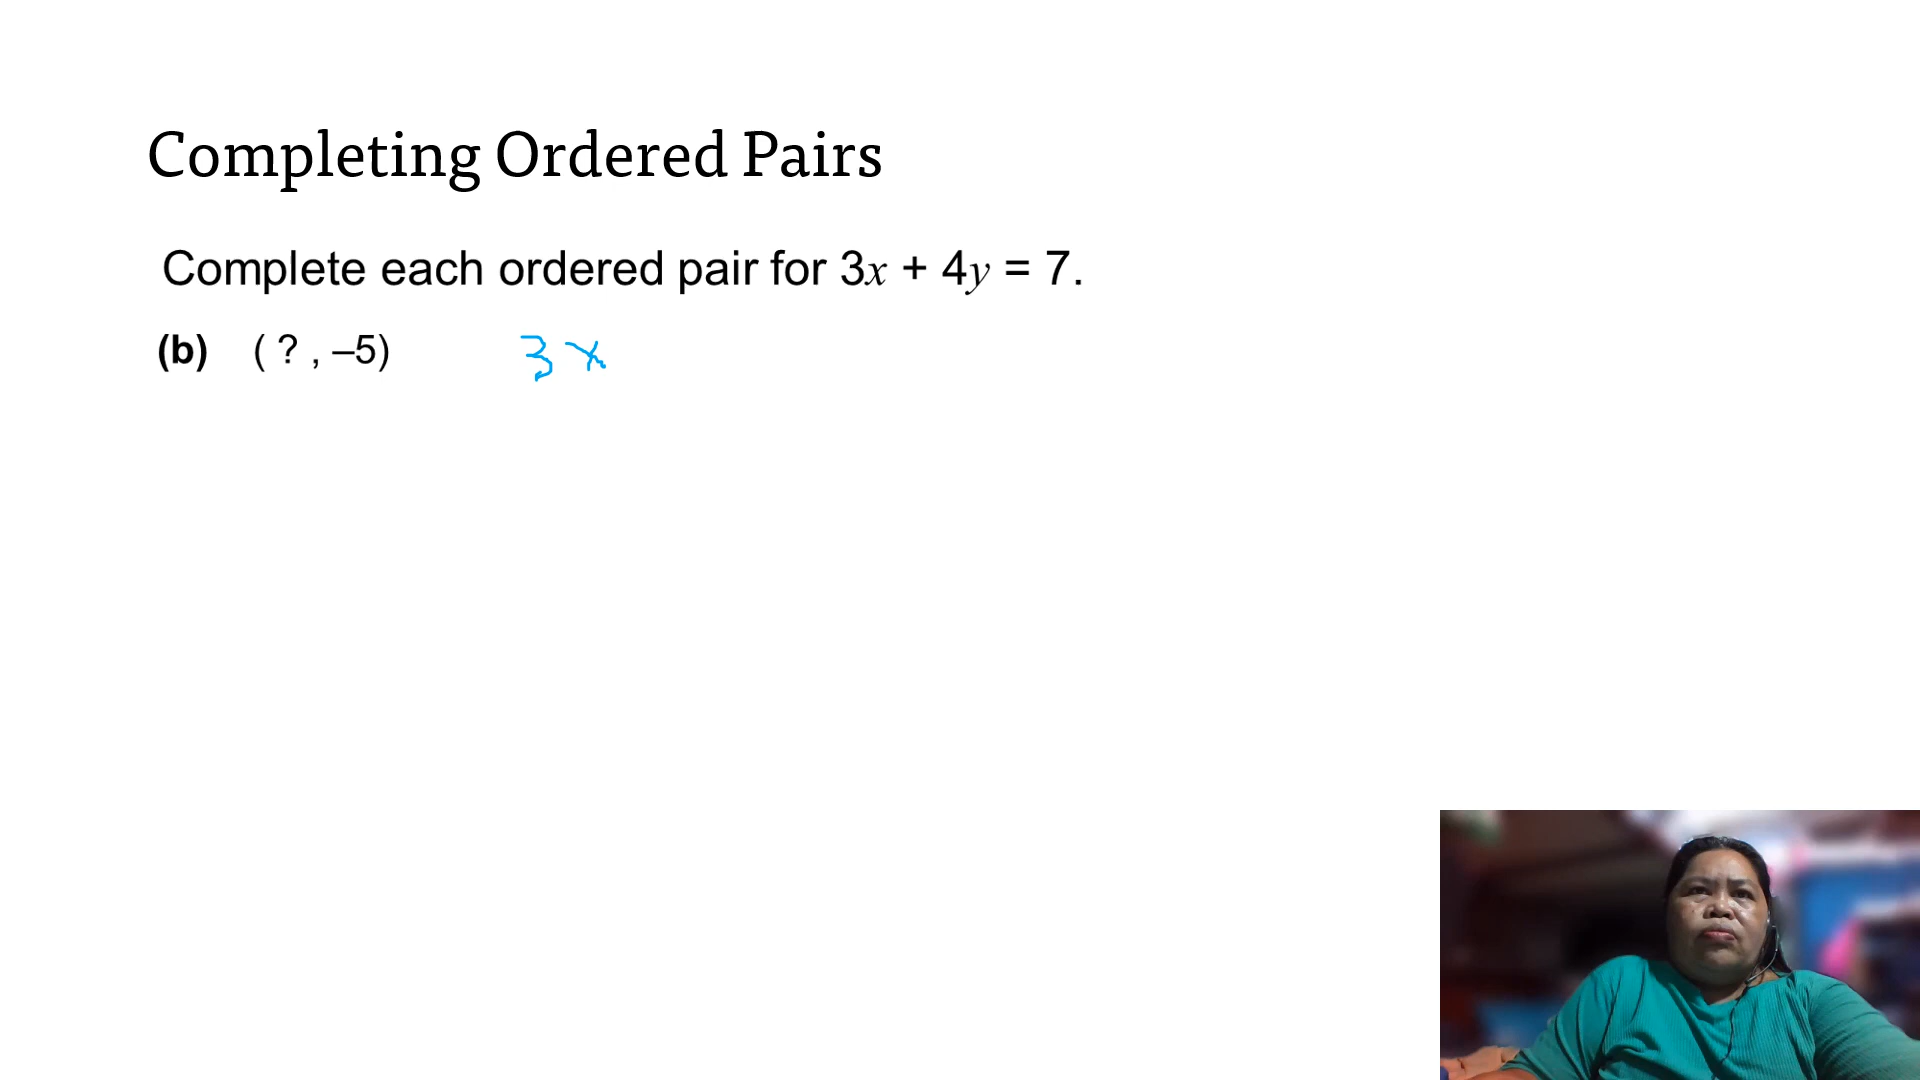 Completing Ordered Pairs
Complete each ordered pair for 3x + 4y = 7.
(b) ( ? , –5) 3x